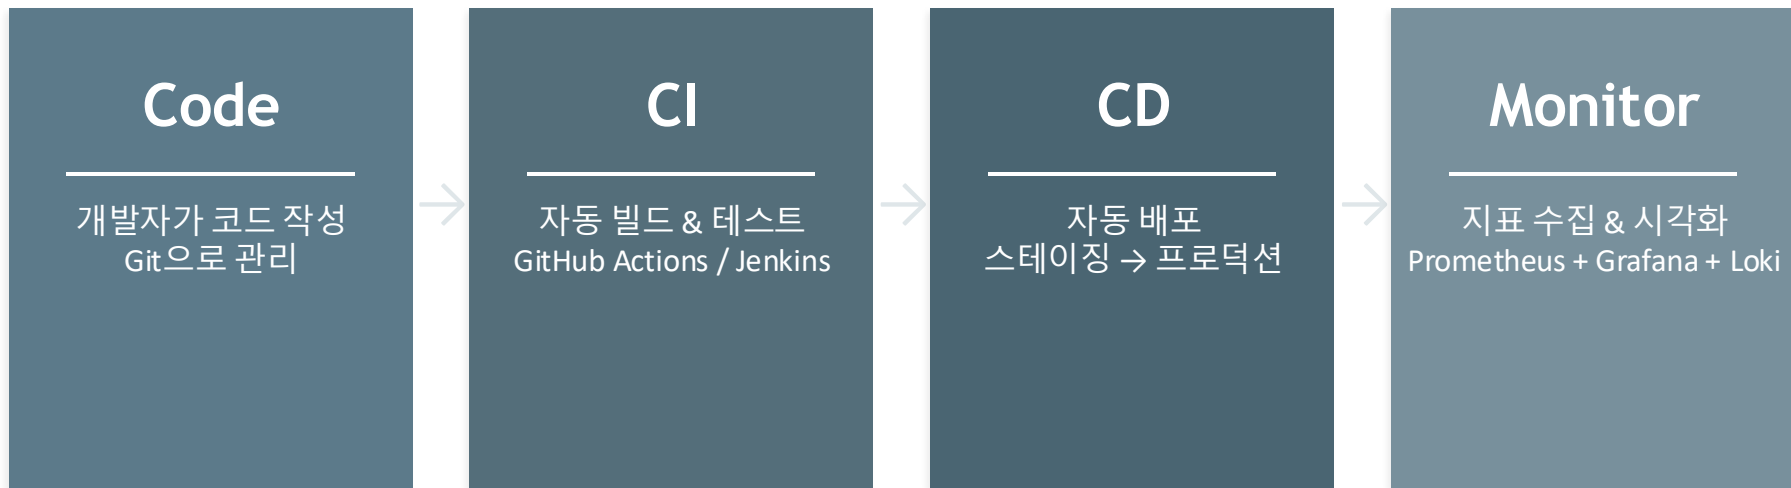 Code
개발자가 코드 작성
Git으로 관리
CI
자동 빌드 & 테스트
GitHub Actions / Jenkins
CD
자동 배포
스테이징 → 프로덕션
Monitor
지표 수집 & 시각화
Prometheus + Grafana + Loki